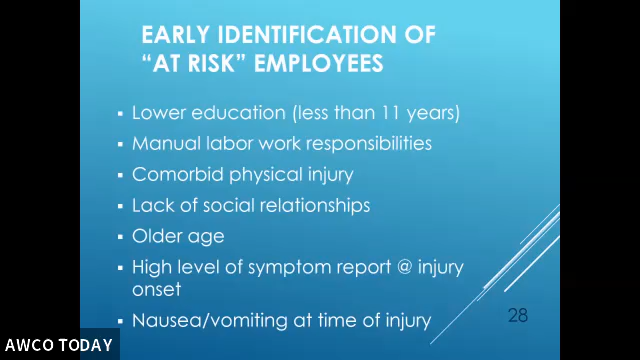 EARLY IDENTIFICATION OF
“AT RISK” EMPLOYEES
▪ Lower education (less than 11 years)
▪ Manual labor work responsibilities
▪ Comorbid physical injury
▪ Lack of social relationships
▪ Older age
▪ High level of symptom report @ injury
onset
▪ Nausea/vomiting at time of injury
28
AWCO TODAY